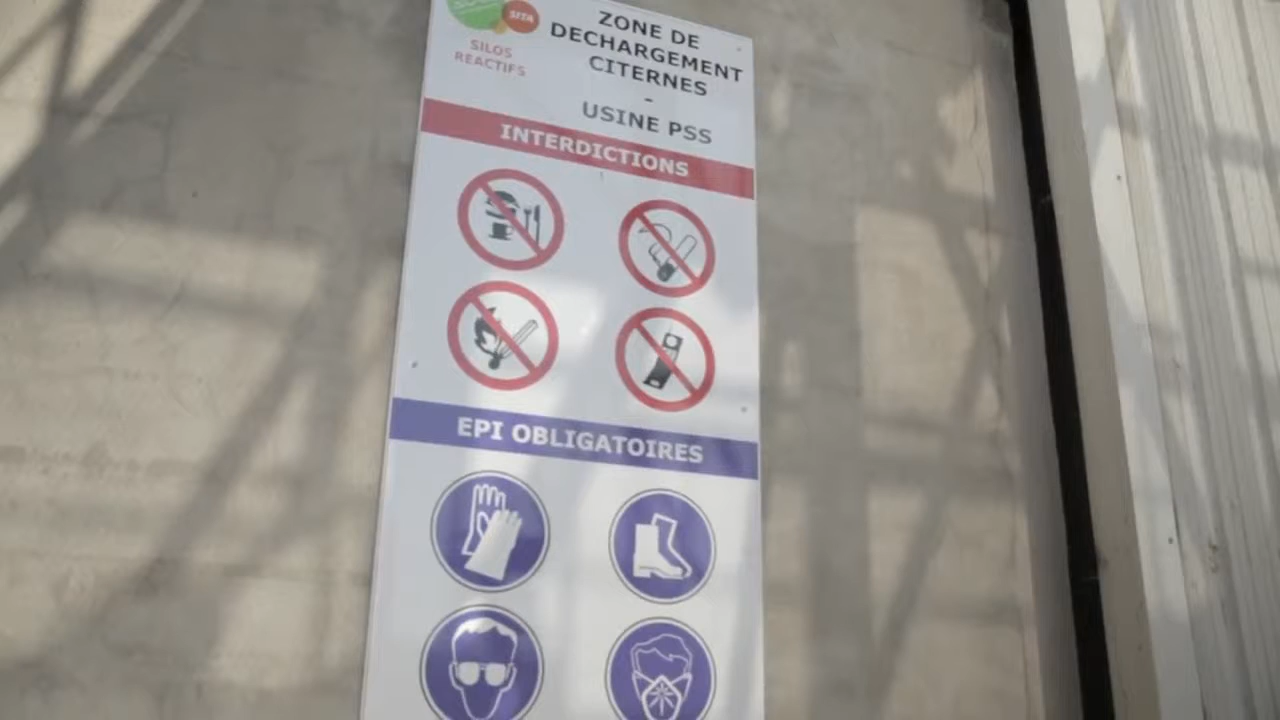 SITA
SILOS
REACTIFS
ZONE DE
DECHARGEMENT
CITERNES
-
USINE PSS
INTERDICTIONS
EPI OBLIGATOIRES